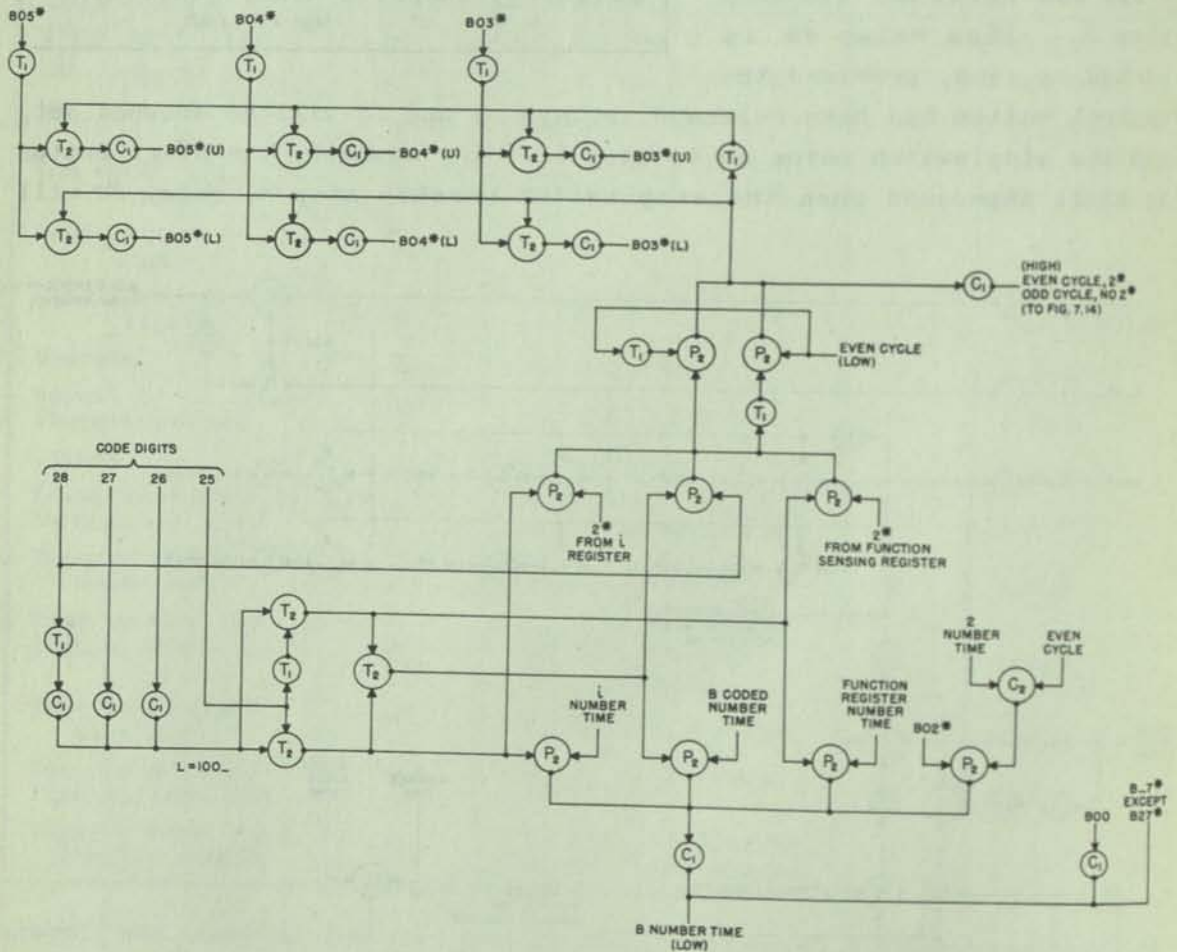 B05* B04* B03*
T₁ T₁ T₁
T₂ C₁ B05*(U) T₂ C₁ B04*(U) T₂ C₁ B03*(U) T₁
T₂ C₁ B05*(L) T₂ C₁ B04*(L) T₂ C₁ B03*(L)
C₁
(HIGH)
EVEN CYCLE, 2*
ODD CYCLE, NO 2*
(TO FIG. 7.14)
T₁ P₂ P₂
EVEN CYCLE
(LOW)
T₁
CODE DIGITS
28 27 26 25
P₂ P₂ P₂
2*
FROM i
REGISTER
2*
FROM FUNCTION
SENSING REGISTER
T₁ T₂
T₁ T₂
C₁ C₁ C₁
T₂
L=100_
i
NUMBER
TIME
B CODED
NUMBER
TIME
FUNCTION
REGISTER
NUMBER
TIME
2
NUMBER
TIME
EVEN
CYCLE
C₂
B02*
P₂ P₂ P₂ P₂
C₁
B00
C₁
B_7*
EXCEPT
B27*
B NUMBER TIME
(LOW)